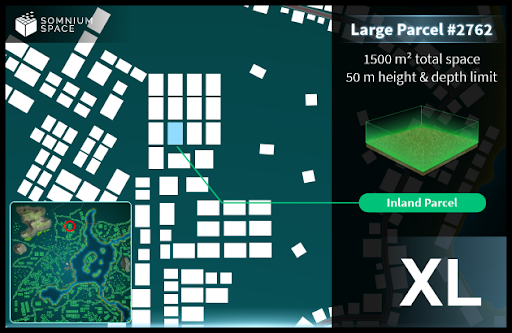 SOMNIUM
SPACE
Large Parcel #2762
1500 m² total space
50 m height & depth limit
Inland Parcel
XL